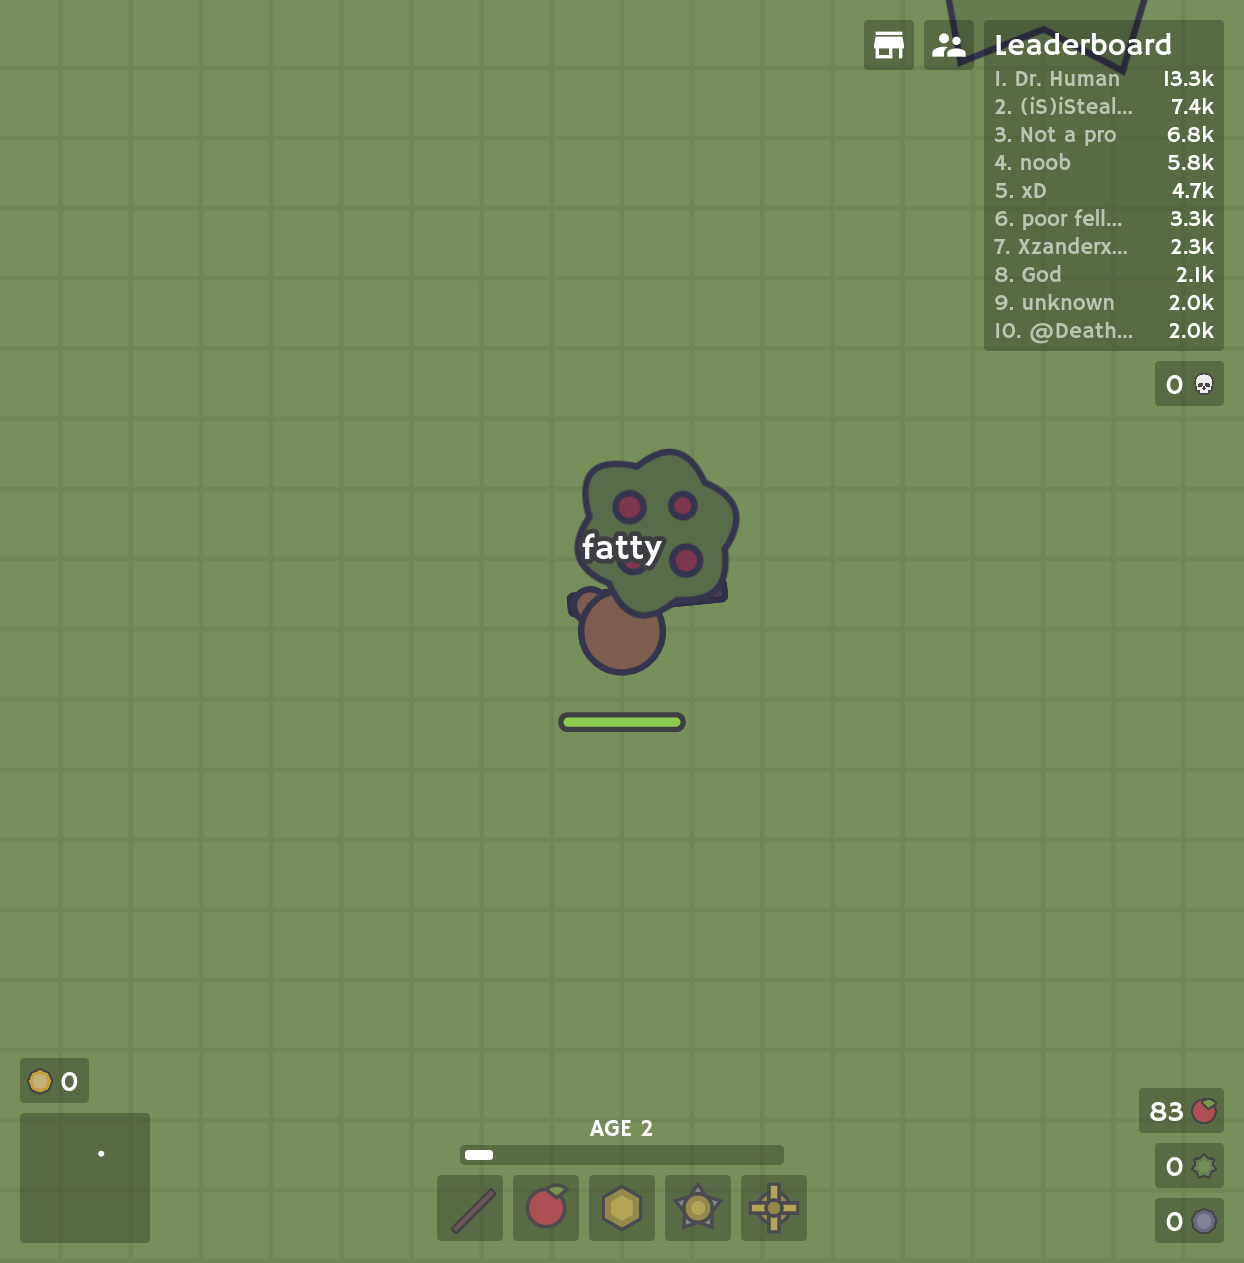 Leaderboard
1. Dr. Human 13.3k
2. (iS)iSteal... 7.4k
3. Not a pro 6.8k
4. noob 5.8k
5. xD 4.7k
6. poor fell... 3.3k
7. Xzanderx... 2.3k
8. God 2.1k
9. unknown 2.0k
10. @Death... 2.0k
0
fatty
0
83
AGE 2
0
0